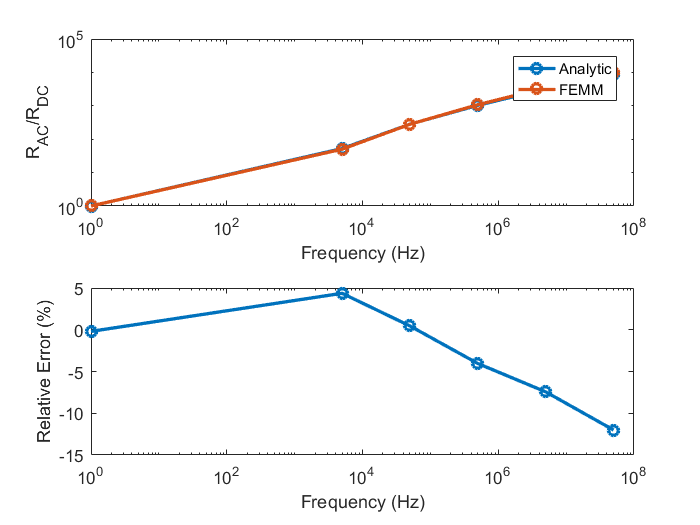 10^5
R_AC/R_DC
10^0
Analytic
FEMM
10^0 10^2 10^4 10^6 10^8
Frequency (Hz)
5
0
-5
-10
-15
Relative Error (%)
10^0 10^2 10^4 10^6 10^8
Frequency (Hz)